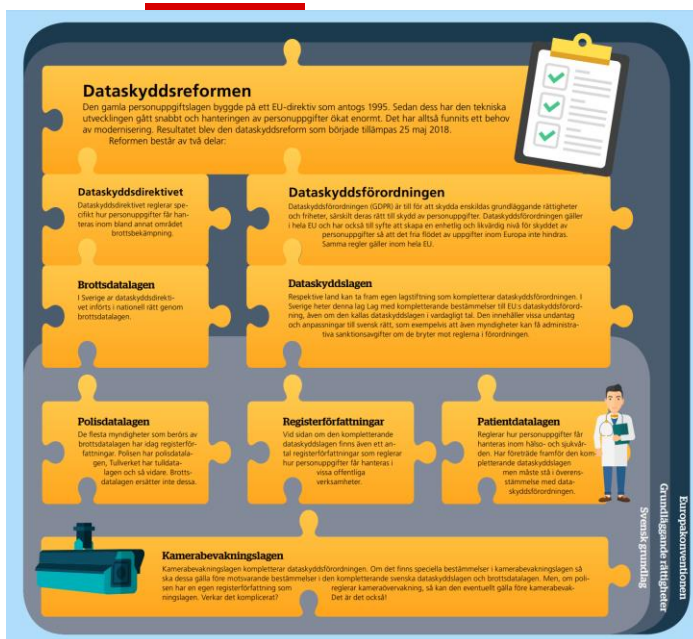 Dataskyddsreformen
Den gamla personuppgiftslagen byggde på ett EU-direktiv som antogs 1995. Sedan dess har den tekniska
utvecklingen gått snabbt och hanteringen av personuppgifter ökat enormt. Det har alltså funnits ett behov
av modernisering. Resultatet blev den dataskyddsreform som började tillämpas 25 maj 2018.
Reformen består av två delar:
Dataskyddsdirektivet
Dataskyddsdirektivet reglerar spe-
cifikt hur personuppgifter får han-
teras inom bland annat området
brottsbekämpning.
Dataskyddsförordningen
Dataskyddsförordningen (GDPR) är till för att skydda enskildas grundläggande rättigheter
och friheter, särskilt deras rätt till skydd av personuppgifter. Dataskyddsförordningen gäller
i hela EU och har också till syfte att skapa en enhetlig och likvärdig nivå för skyddet av
personuppgifter så att det fria flödet av uppgifter inom Europa inte hindras.
Samma regler gäller inom hela EU.
Brottsdatalagen
I Sverige är dataskyddsdirekti-
vet införts i nationell rätt genom
brottsdatalagen.
Dataskyddslagen
Respektive land kan ta fram egen lagstiftning som kompletterar dataskyddsförordningen. I
Sverige heter denna lag Lag med kompletterande bestämmelser till EU:s dataskyddsförord-
ning, även om den kallas dataskyddslagen i vardagligt tal. Den innehåller vissa undantag
och anpassningar till svensk rätt, som exempelvis att även myndigheter kan få administra-
tiva sanktionsavgifter om de bryter mot reglerna i förordningen.
Polisdatalagen
De flesta myndigheter som berörs av
brottsdatalagen har idag registerför-
fattningar. Polisen har polisdatala-
gen, Tullverket har tulldata-
lagen och så vidare. Brotts-
datalagen ersätter inte dessa.
Registerförfattningar
Vid sidan om den kompletterande
dataskyddslagen finns även ett an-
tal registerförfattningar som reglerar
hur personuppgifter får hanteras i
vissa offentliga
verksamheter.
Patientdatalagen
Reglerar hur personuppgifter får
hanteras inom hälso- och sjukvår-
den. Har företräde framför den kom
pletterande dataskyddslagen
men måste stå i överens-
stämmelse med data-
skyddsförordningen.
Kamerabevakningslagen
Kamerabevakningslagen kompletterar dataskyddsförordningen. Om det finns speciella bestämmelser i kamerabevakningslagen så
ska dessa gälla före motsvarande bestämmelser i den kompletterande svenska dataskyddslagen och brottsdatalagen. Men, om poli-
sen har en egen registerförfattning som reglerar kameraövervakning, så kan den eventuellt gälla före kamerabevak-
ningslagen. Verkar det komplicerat? Det är det också!
Svensk grundlag
Grundläggande rättigheter
Europakonventionen